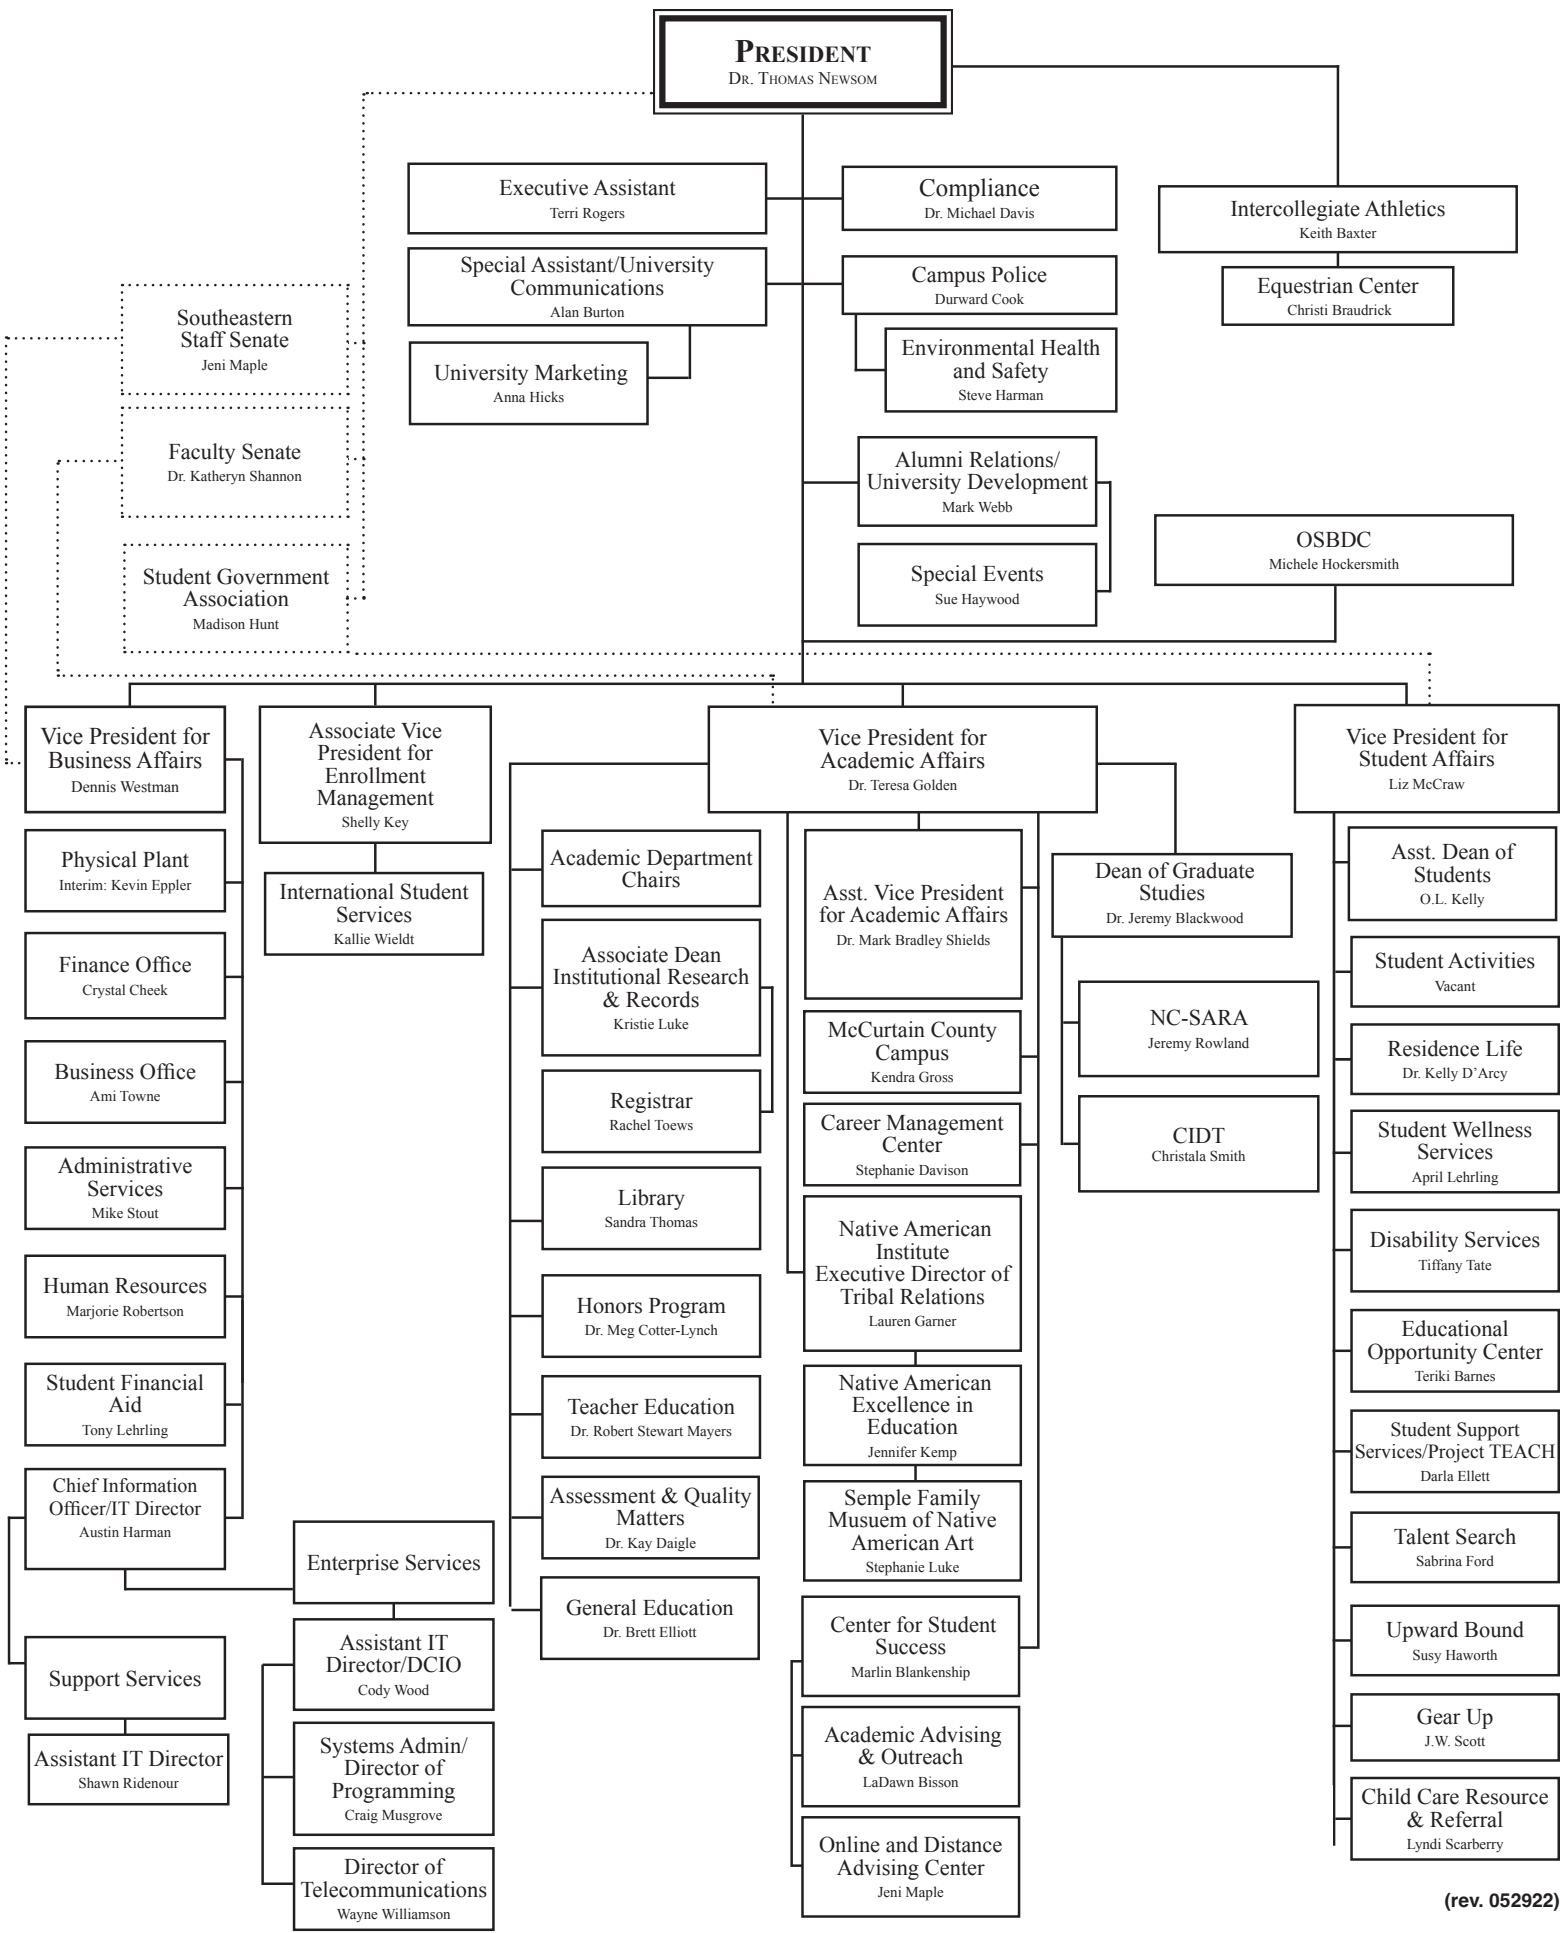 PRESIDENT
DR. THOMAS NEWSOM
Executive Assistant
Terri Rogers
Compliance
Dr. Michael Davis
Intercollegiate Athletics
Keith Baxter
Special Assistant/University
Communications
Alan Burton
Campus Police
Durward Cook
Equestrian Center
Christi Braudrick
Southeastern
Staff Senate
Jeni Maple
University Marketing
Anna Hicks
Environmental Health
and Safety
Steve Harman
Faculty Senate
Dr. Katheryn Shannon
Alumni Relations/
University Development
Mark Webb
OSBDC
Michele Hockersmith
Student Government
Association
Madison Hunt
Special Events
Sue Haywood
Vice President for
Business Affairs
Dennis Westman
Physical Plant
Interim: Kevin Eppler
Finance Office
Crystal Cheek
Business Office
Ami Towne
Administrative
Services
Mike Stout
Human Resources
Marjorie Robertson
Student Financial
Aid
Tony Lehrling
Chief Information
Officer/IT Director
Austin Harman
Support Services
Assistant IT Director
Shawn Ridenour
Associate Vice
President for
Enrollment
Management
Shelly Key
International Student
Services
Kallie Wieldt
Enterprise Services
Assistant IT
Director/DCIO
Cody Wood
Systems Admin/
Director of
Programming
Craig Musgrove
Director of
Telecommunications
Wayne Williamson
Vice President for
Academic Affairs
Dr. Teresa Golden
Academic Department
Chairs
Associate Dean
Institutional Research
& Records
Kristie Luke
Registrar
Rachel Toews
Library
Sandra Thomas
Honors Program
Dr. Meg Cotter-Lynch
Teacher Education
Dr. Robert Stewart Mayers
Assessment & Quality
Matters
Dr. Kay Daigle
General Education
Dr. Brett Elliott
Asst. Vice President
for Academic Affairs
Dr. Mark Bradley Shields
McCurtain County
Campus
Kendra Gross
Career Management
Center
Stephanie Davison
Native American
Institute
Executive Director of
Tribal Relations
Lauren Garner
Native American
Excellence in
Education
Jennifer Kemp
Semple Family
Musuem of Native
American Art
Stephanie Luke
Center for Student
Success
Marlin Blankenship
Academic Advising
& Outreach
LaDawn Bisson
Online and Distance
Advising Center
Jeni Maple
Dean of Graduate
Studies
Dr. Jeremy Blackwood
NC-SARA
Jeremy Rowland
CIDT
Christala Smith
Vice President for
Student Affairs
Liz McCraw
Asst. Dean of
Students
O.L. Kelly
Student Activities
Vacant
Residence Life
Dr. Kelly D’Arcy
Student Wellness
Services
April Lehrling
Disability Services
Tiffany Tate
Educational
Opportunity Center
Teriki Barnes
Student Support
Services/Project TEACH
Darla Ellett
Talent Search
Sabrina Ford
Upward Bound
Susy Haworth
Gear Up
J.W. Scott
Child Care Resource
& Referral
Lyndi Scarberry
(rev. 052922)